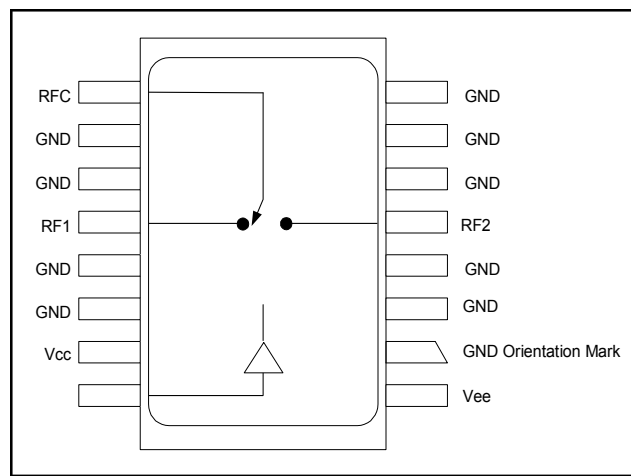 RFC
GND
GND
RF1
GND
GND
Vcc
GND
GND
GND
RF2
GND
GND
GND Orientation Mark
Vee